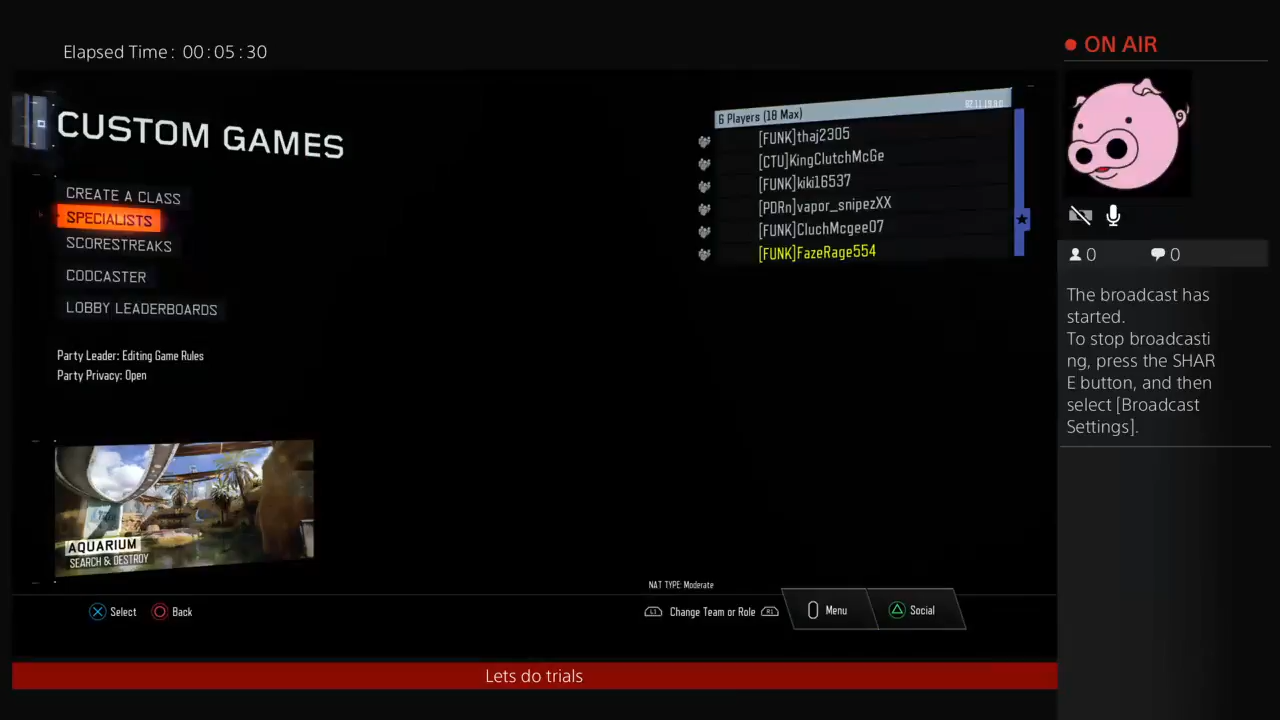 Elapsed Time: 00:05:30
ON AIR
CUSTOM GAMES
CREATE A CLASS
SPECIALISTS
SCORESTREAKS
CODCASTER
LOBBY LEADERBOARDS
Party Leader: Editing Game Rules
Party Privacy: Open
6 Players (18 Max)
[FUNK]thaj2305
[CTU]KingClutchMcGe
[FUNK]kiki16537
[PDRn]vapor_snipezXX
[FUNK]CluchMcgee07
[FUNK]FazeRage554
AQUARIUM
SEARCH & DESTROY
NAT TYPE: Moderate
Select
Back
L1 Change Team or Role R1
Menu
Social
Lets do trials
0
0
The broadcast has
started.
To stop broadcasti
ng, press the SHAR
E button, and then
select [Broadcast
Settings].